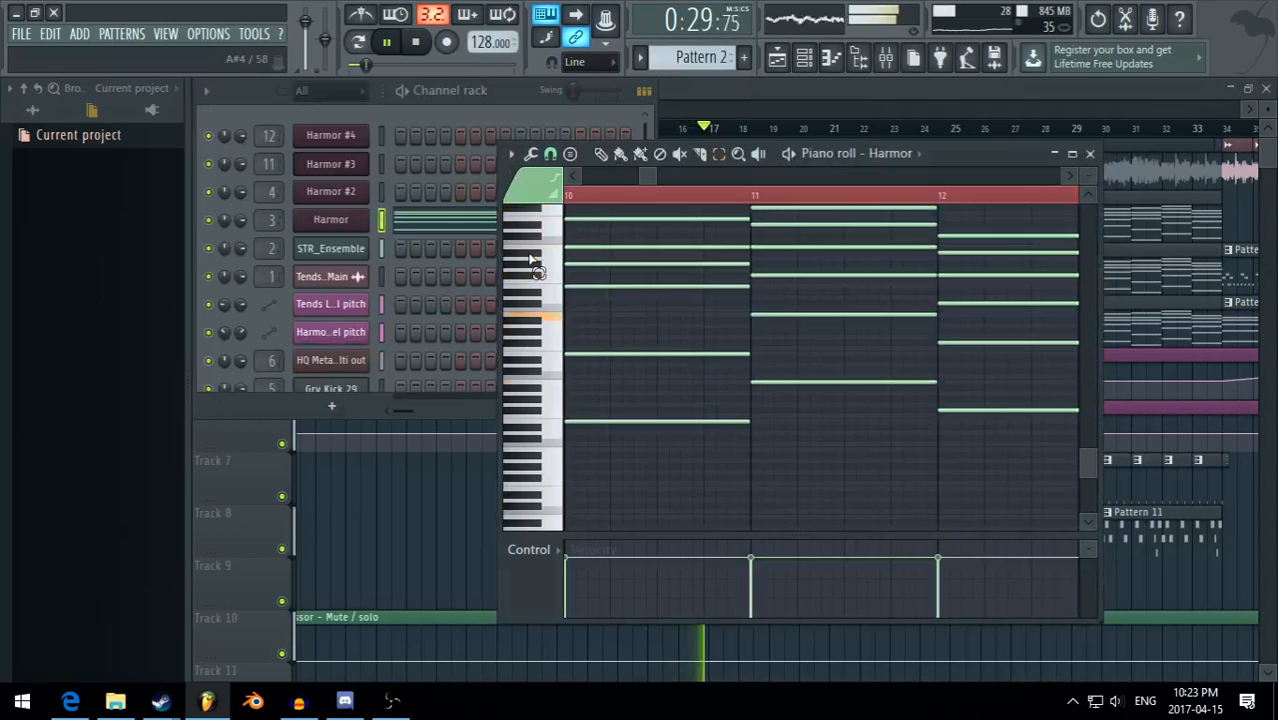 FILE EDIT ADD PATTERNS VIEW OPTIONS TOOLS ?
A#4 / 58
3.2
128.000
Line
0:29:75
M:S:CS
Pattern 2
28
845 MB
35
Register your box and get
Lifetime Free Updates
Bro..
Current project
Current project
All
Channel rack
Swing
12 Harmor #4
11 Harmor #3
4 Harmor #2
3 Harmor
2 STR_Ensemble
1 Tends.. Main
Tends L...l pitch
Harmo..el pitch
6 HQ Meta..lti out
5 Gry Kick 29
16 17 18 19 20 21 22 23 24 25 26 27 28 29 30 31 32 33 34 35
Piano roll - Harmor
10 11 12
Control
Velocity
Patte
Patte
Pattern 11
Track 7
Track 8
Track 9
Track 10
ssor - Mute / solo
Track 11
ENG
10:23 PM
2017-04-15